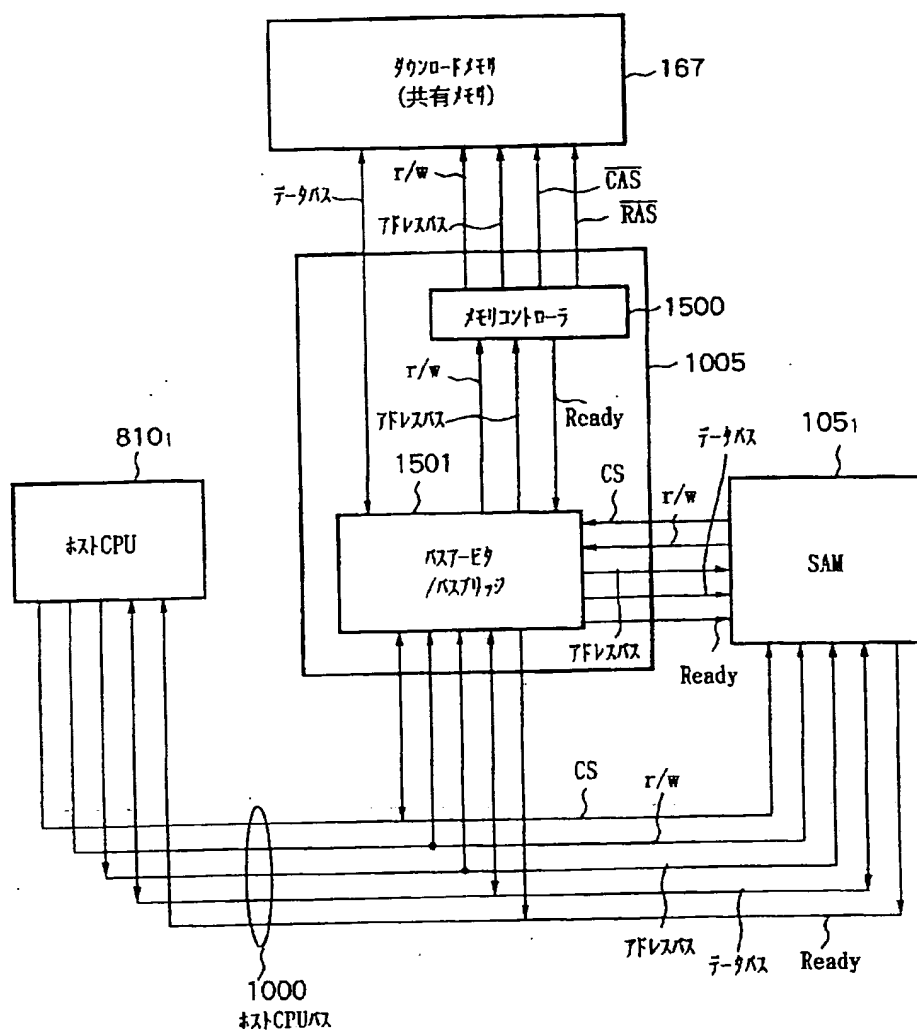 ダウンロードメモリ
(共有メモリ)
167
r/w
データバス
アドレスバス
CAS
RAS
メモリコントローラ
1500
1005
r/w
アドレスバス
Ready
データバス
105₁
810₁
1501
CS
r/w
ホストCPU
バスアービタ
/バスブリッジ
SAM
アドレスバス
Ready
CS
r/w
アドレスバス
データバス
Ready
1000
ホストCPUバス